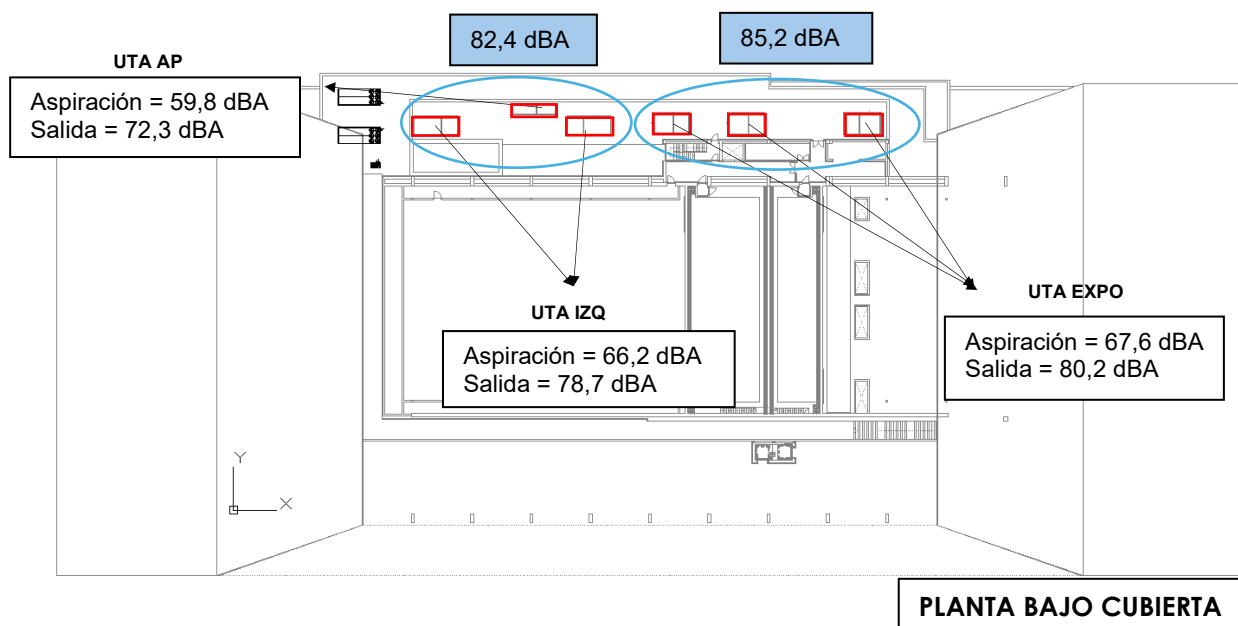 82,4 dBA
85,2 dBA
UTA AP
Aspiración = 59,8 dBA
Salida = 72,3 dBA
UTA IZQ
Aspiración = 66,2 dBA
Salida = 78,7 dBA
UTA EXPO
Aspiración = 67,6 dBA
Salida = 80,2 dBA
Y
X
PLANTA BAJO CUBIERTA